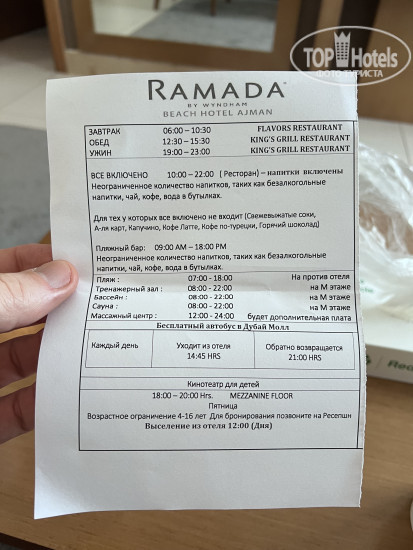 TOP Hotels
ФОТО ТУРИСТА
RAMADA
BY WYNDHAM
BEACH HOTEL AJMAN
ЗАВТРАК 06:00 – 10:30 FLAVORS RESTAURANT
ОБЕД 12:30 – 15:30 KING'S GRILL RESTAURANT
УЖИН 19:00 – 23:00 KING'S GRILL RESTAURANT
ВСЕ ВКЛЮЧЕНО 10:00 – 22:00 ( Ресторан) – напитки включены
Неограниченное количество напитков, таких как безалкогольные
напитки, чай, кофе, вода в бутылках.
Для тех у которых все включено не входит (Свежевыжатые соки,
А-ля карт, Капучино, Кофе Латте, Кофе по-турецки, Горячий шоколад)
Пляжный бар: 09:00 AM – 18:00 PM
Неограниченное количество напитков, таких как безалкогольные
напитки, чай, кофе, вода в бутылках.
Пляж : 07:00 - 18:00 На против отеля
Тренажерный зал : 08:00 - 22:00 на М этаже
Бассейн : 08:00 - 22:00 на М этаже
Сауна : 08:00 - 22:00 на М этаже
Массажный центр : 12:00 - 24:00 будет дополнительная плата
Бесплатный автобус в Дубай Молл
Каждый день Уходит из отеля Обратно возвращается
14:45 HRS 21:00 HRS
Кинотеатр для детей
18:00 – 20:00 Hrs. MEZZANINE FLOOR
Пятница
Возрастное ограничение 4-16 лет Для бронирования позвоните на Ресепшн
Выселение из отеля 12:00 (Дня)